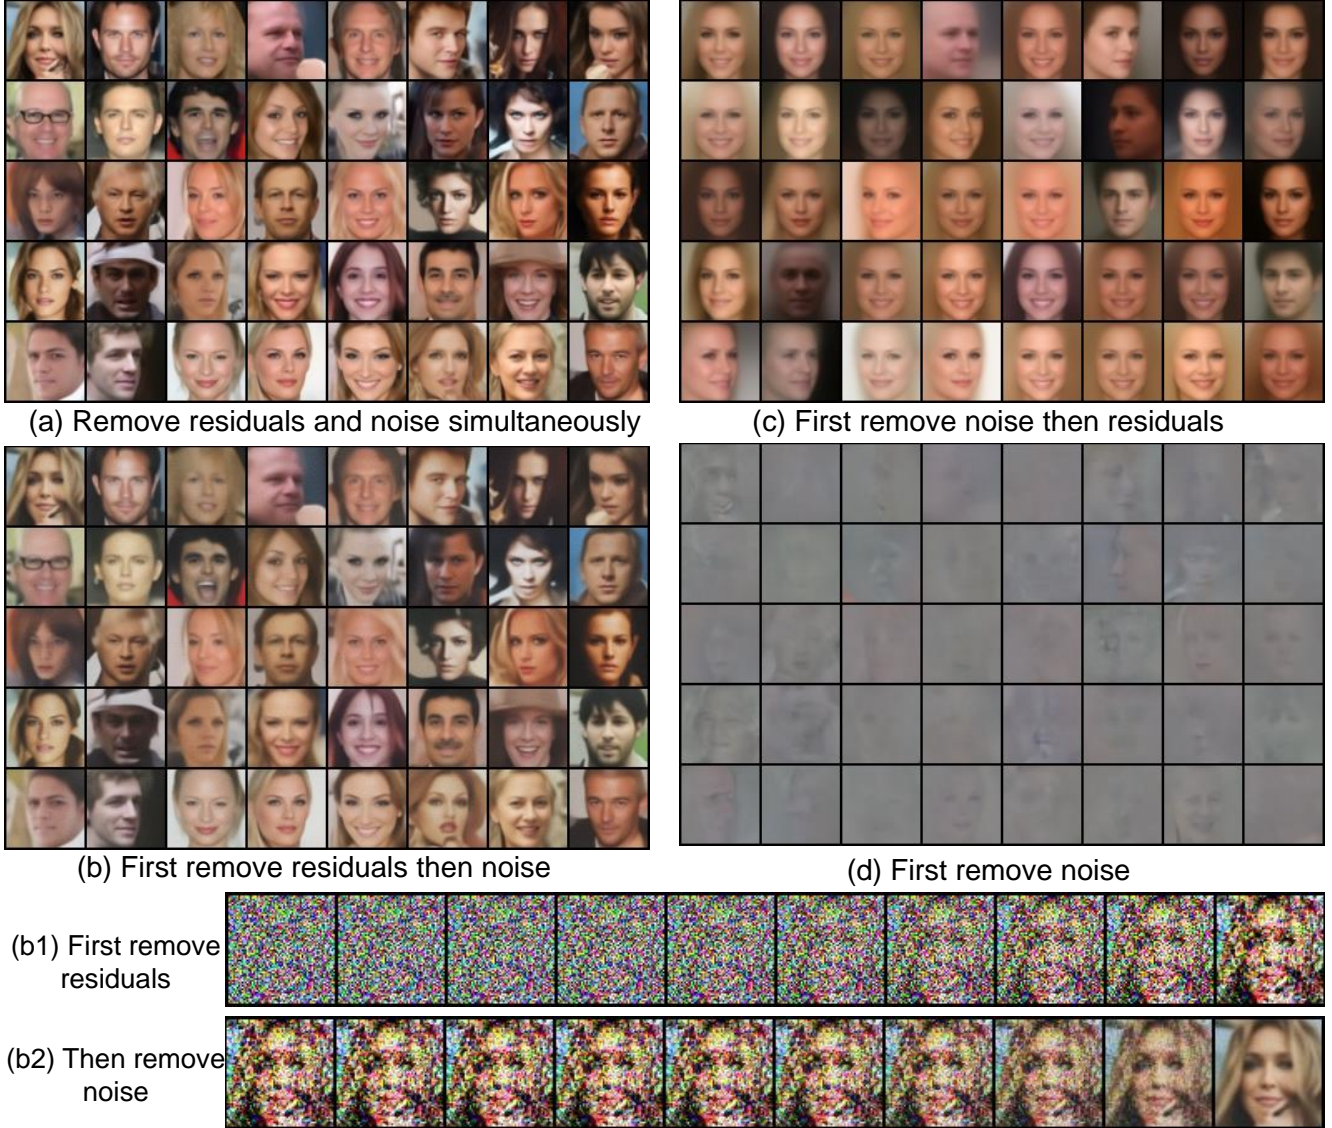 (a) Remove residuals and noise simultaneously
(c) First remove noise then residuals
(b) First remove residuals then noise
(d) First remove noise
(b1) First remove
residuals
(b2) Then remove
noise